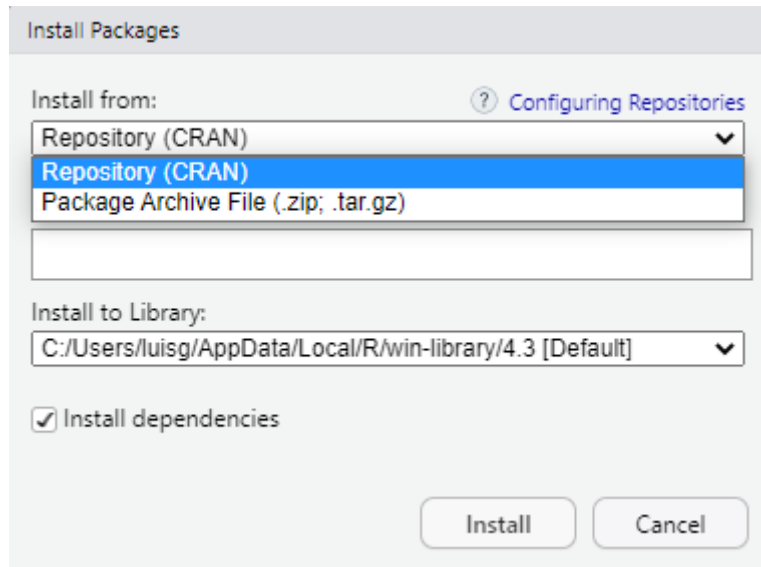 Install Packages
Install from:
? Configuring Repositories
Repository (CRAN)
Repository (CRAN)
Package Archive File (.zip; .tar.gz)
Install to Library:
C:/Users/luisg/AppData/Local/R/win-library/4.3 [Default]
Install dependencies
Install
Cancel